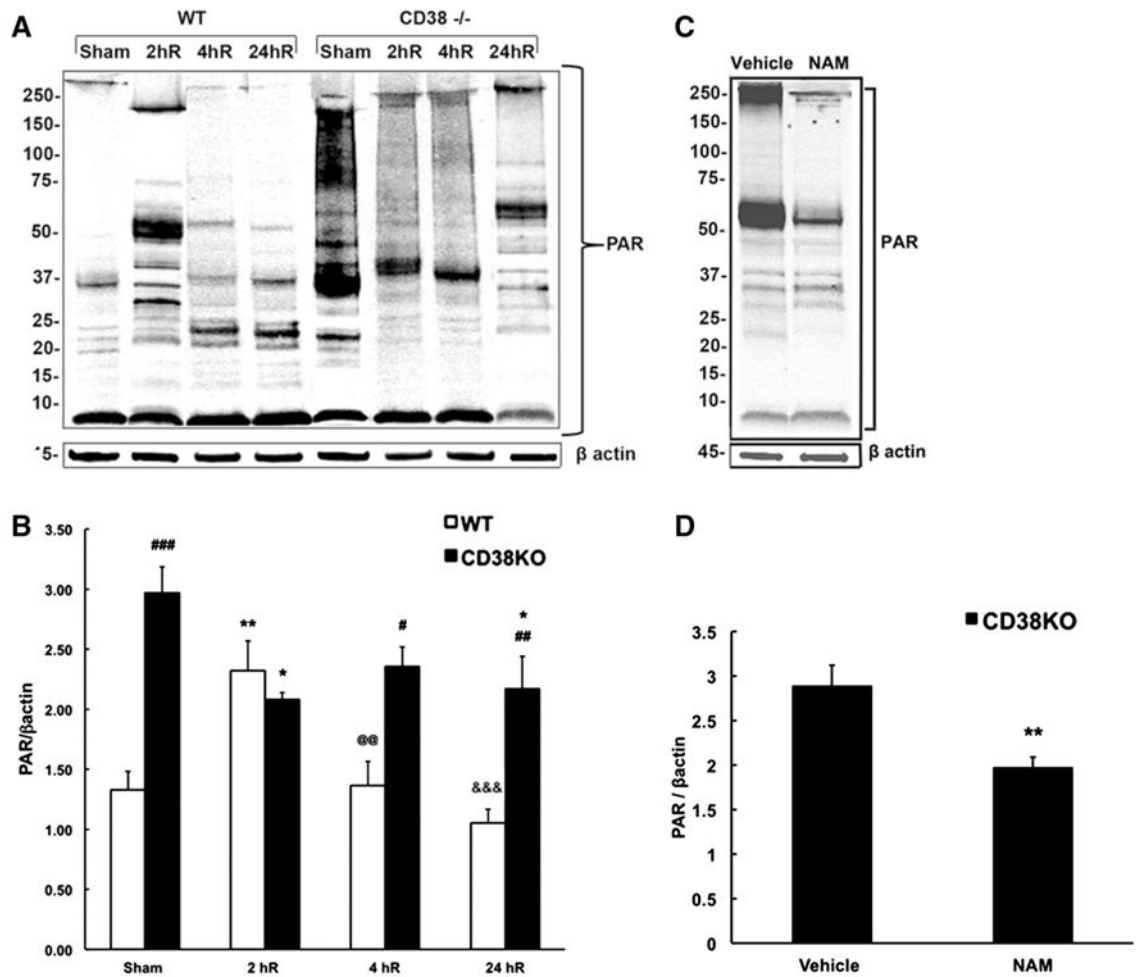 A
WT
CD38 -/-
Sham 2hR 4hR 24hR Sham 2hR 4hR 24hR
250-
150-
100-
75-
50-
37-
25-
20-
15-
10-
PAR
5-
β actin
C
Vehicle NAM
250-
150-
100-
75-
50-
37-
25-
20-
15-
10-
PAR
45-
β actin
B
WT
CD38KO
PAR/βactin
3.50
3.00
2.50
2.00
1.50
1.00
0.50
0.00
###
**
*
@@
#
&&&
*
##
Sham 2 hR 4 hR 24 hR
D
CD38KO
PAR / βactin
3.5
3
2.5
3.5
2
1.5
1
0.5
0
**
Vehicle NAM